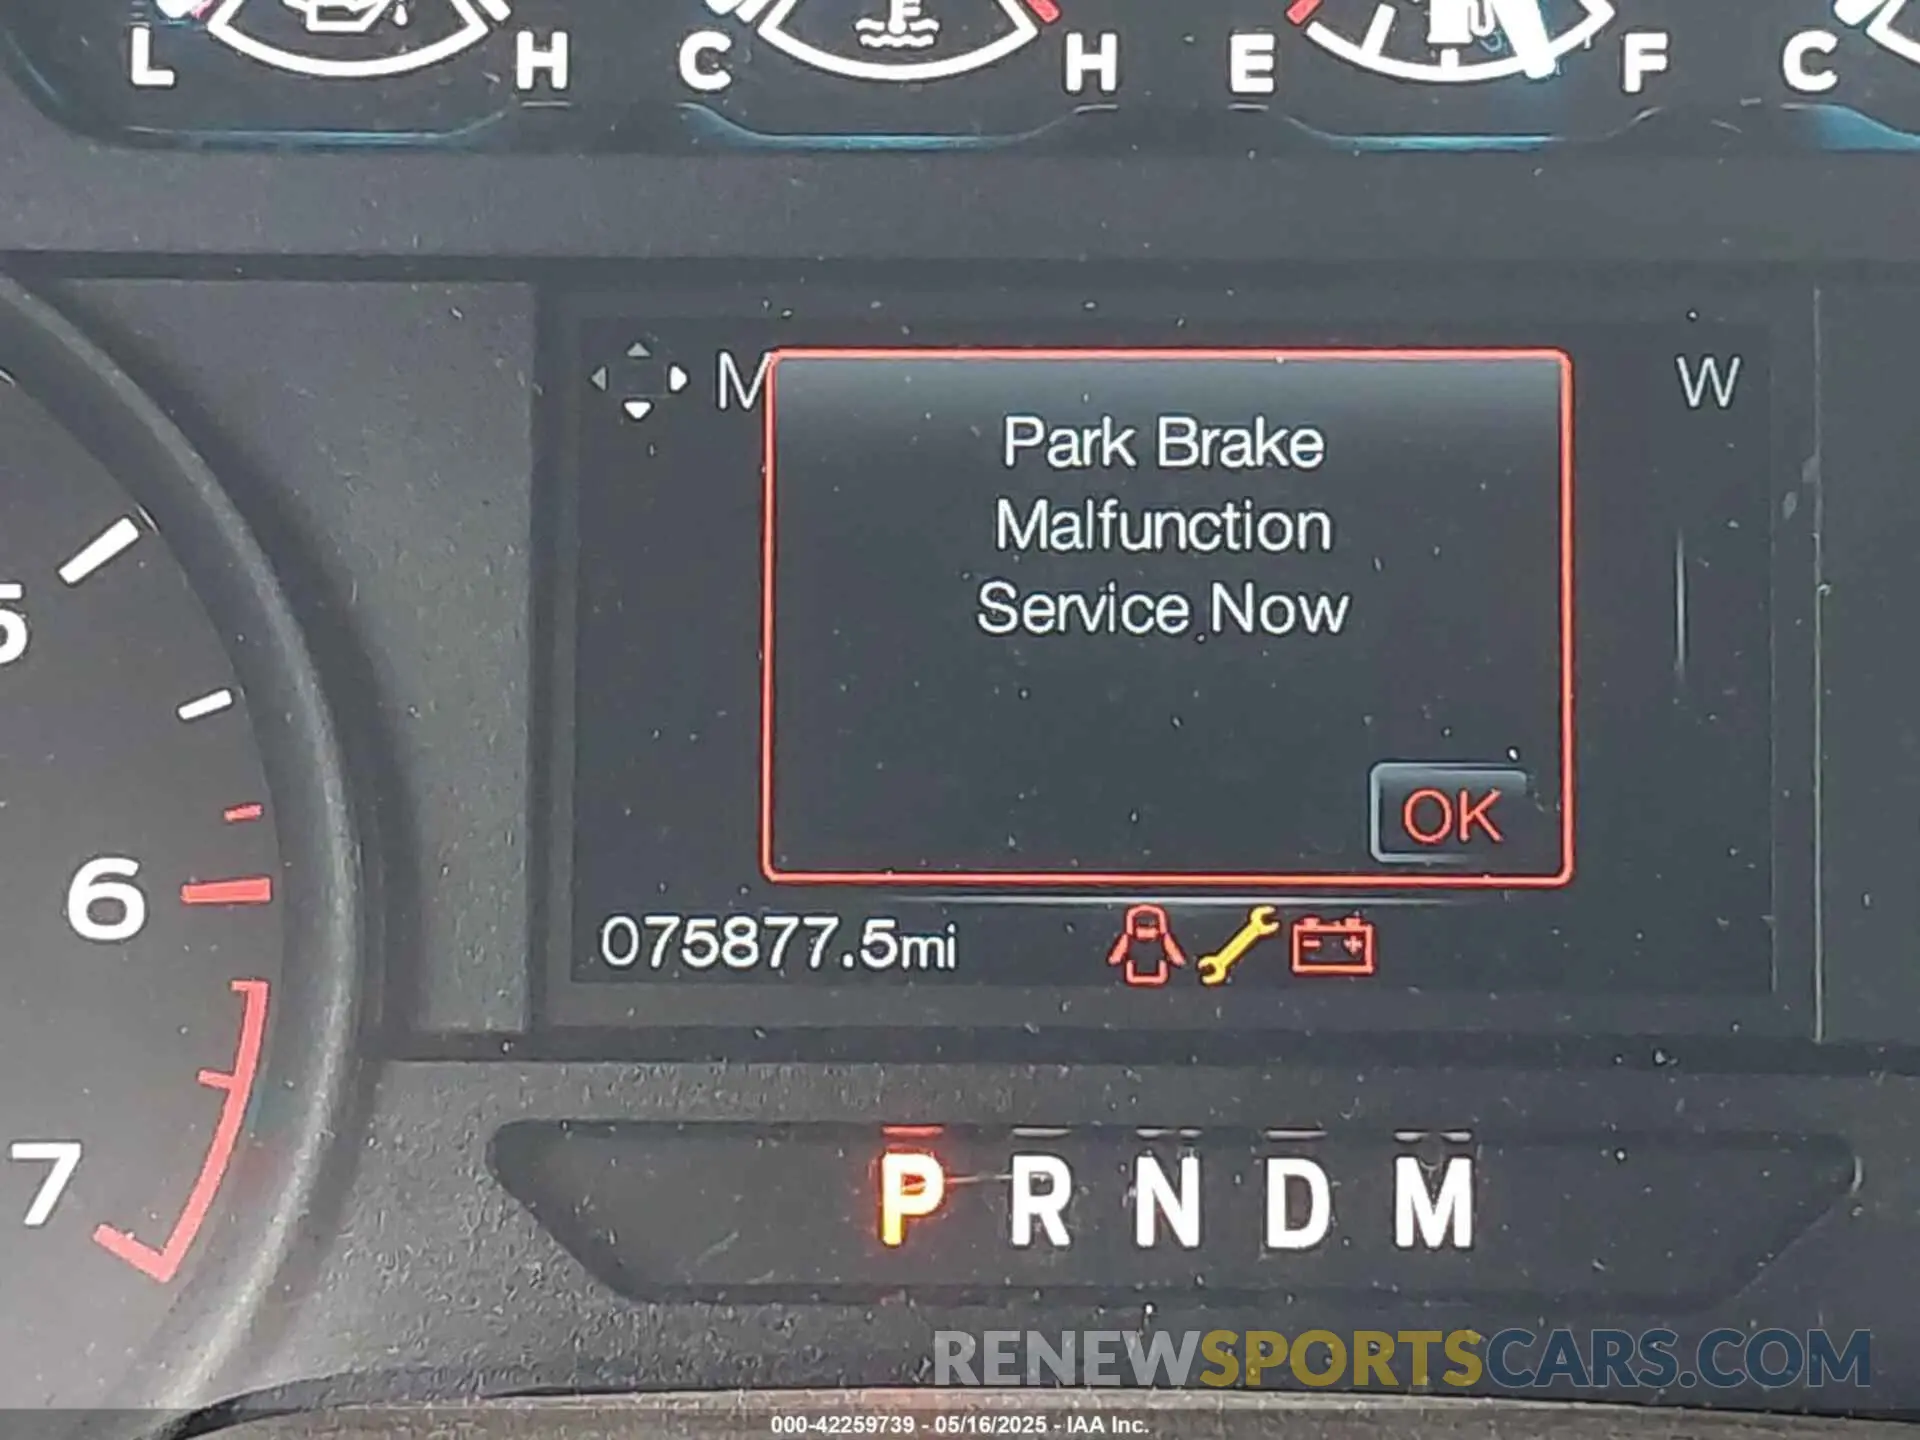 L H C H E F C
M W
Park Brake
Malfunction
Service Now
OK
5
6
7
075877.5mi
P R N D M
RENEWSPORTSCARS.COM
000-42259739 - 05/16/2025 - IAA Inc.